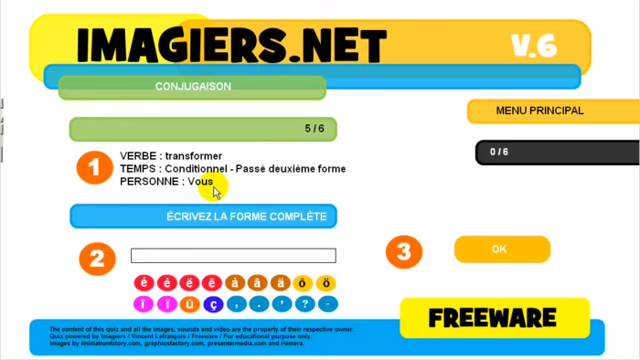 IMAGIERS.NET
V.6
CONJUGAISON
MENU PRINCIPAL
5 / 6
0 / 6
1
VERBE : transformer
TEMPS : Conditionnel - Passé deuxième forme
PERSONNE : Vous
ÉCRIVEZ LA FORME COMPLÈTE
2
3
OK
à â ä ô ö
ç , . ' ? -
FREEWARE
The content of this quiz and all the images, sounds and video are the property of their respective owner.
Quiz powered by Imagiers / Vincent Lefrançois / Freeware / For educational purpose only.
Images by Animationfctory.com, graphicsfactory.com, presentermedia.com and Hemera.